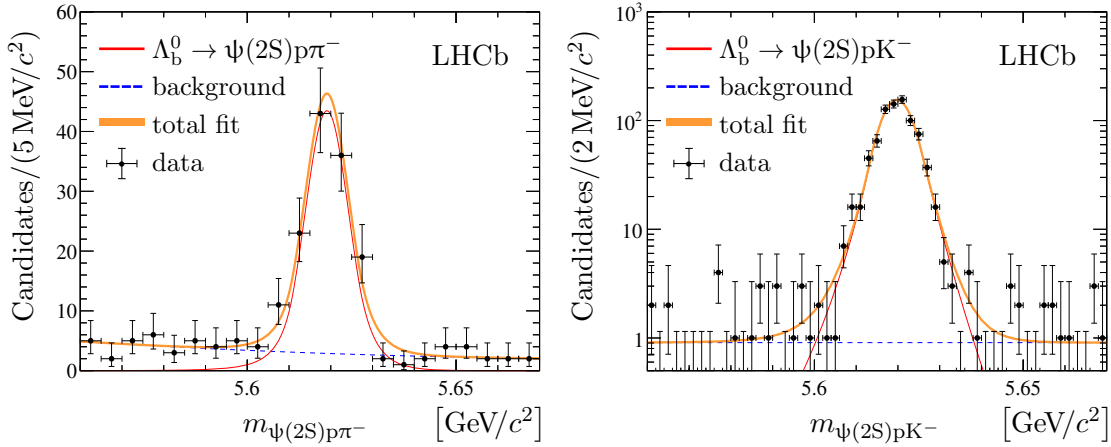 60
50
40
30
20
10
0
Candidates/(5 MeV/c²)
Λb⁰ → ψ(2S)pπ⁻
background
total fit
data
LHCb
5.6
5.65
mψ(2S)pπ⁻
[GeV/c²]
10³
10²
10
1
Candidates/(2 MeV/c²)
Λb⁰ → ψ(2S)pK⁻
background
total fit
data
LHCb
5.6
5.65
mψ(2S)pK⁻
[GeV/c²]